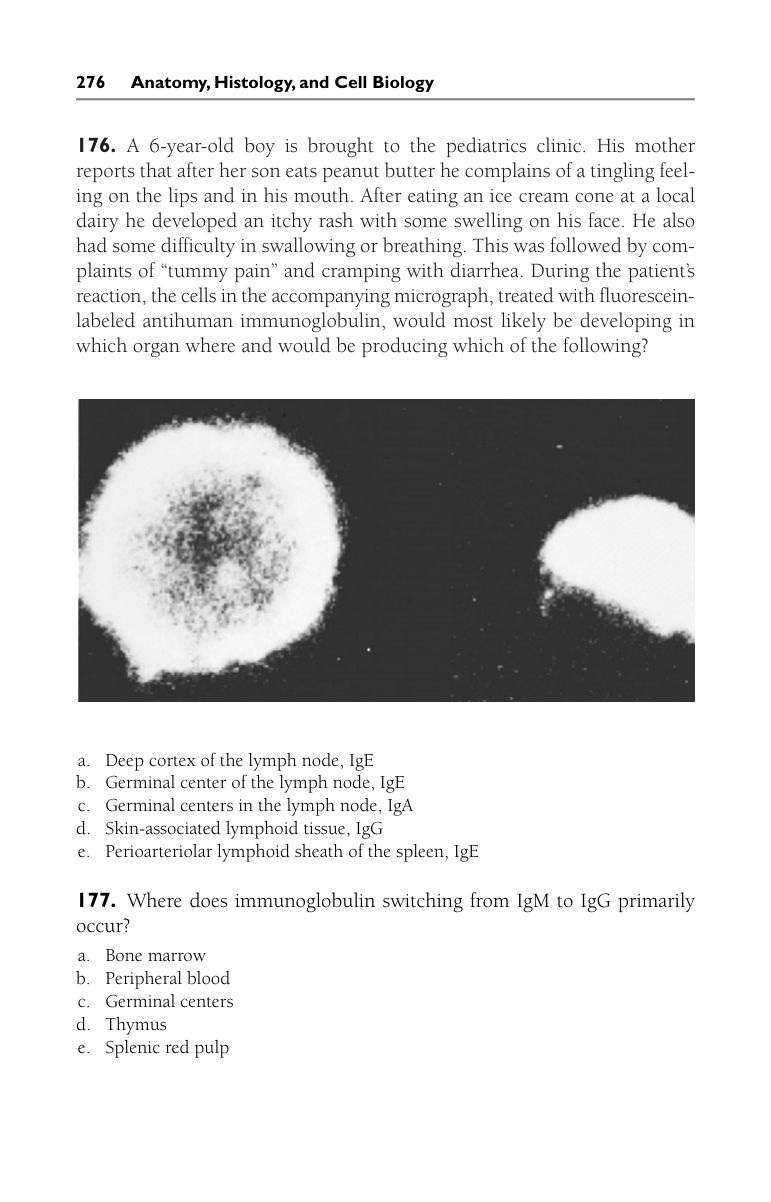 276 Anatomy, Histology, and Cell Biology
176. A 6-year-old boy is brought to the pediatrics clinic. His mother
reports that after her son eats peanut butter he complains of a tingling feel-
ing on the lips and in his mouth. After eating an ice cream cone at a local
dairy he developed an itchy rash with some swelling on his face. He also
had some difficulty in swallowing or breathing. This was followed by com-
plaints of “tummy pain” and cramping with diarrhea. During the patient’s
reaction, the cells in the accompanying micrograph, treated with fluorescein-
labeled antihuman immunoglobulin, would most likely be developing in
which organ where and would be producing which of the following?
a. Deep cortex of the lymph node, IgE
b. Germinal center of the lymph node, IgE
c. Germinal centers in the lymph node, IgA
d. Skin-associated lymphoid tissue, IgG
e. Perioarteriolar lymphoid sheath of the spleen, IgE
177. Where does immunoglobulin switching from IgM to IgG primarily
occur?
a. Bone marrow
b. Peripheral blood
c. Germinal centers
d. Thymus
e. Splenic red pulp